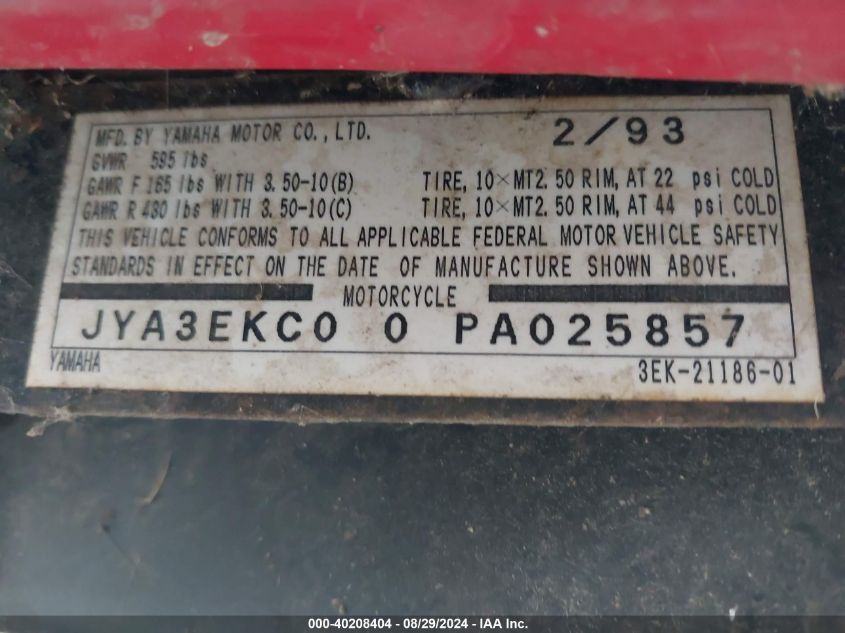 MFD. BY YAMAHA MOTOR CO., LTD. 2/93
GVWR 595 lbs
GAWR F 165 lbs WITH 3.50-10(B) TIRE, 10×MT2.50 RIM, AT 22 psi COLD
GAWR R 430 lbs WITH 3.50-10(C) TIRE, 10×MT2.50 RIM, AT 44 psi COLD
THIS VEHICLE CONFORMS TO ALL APPLICABLE FEDERAL MOTOR VEHICLE SAFETY
STANDARDS IN EFFECT ON THE DATE OF MANUFACTURE SHOWN ABOVE.
MOTORCYCLE
JYA3EKC0 0 PA025857
YAMAHA 3EK-21186-01
000-40208404 - 08/29/2024 - IAA Inc.